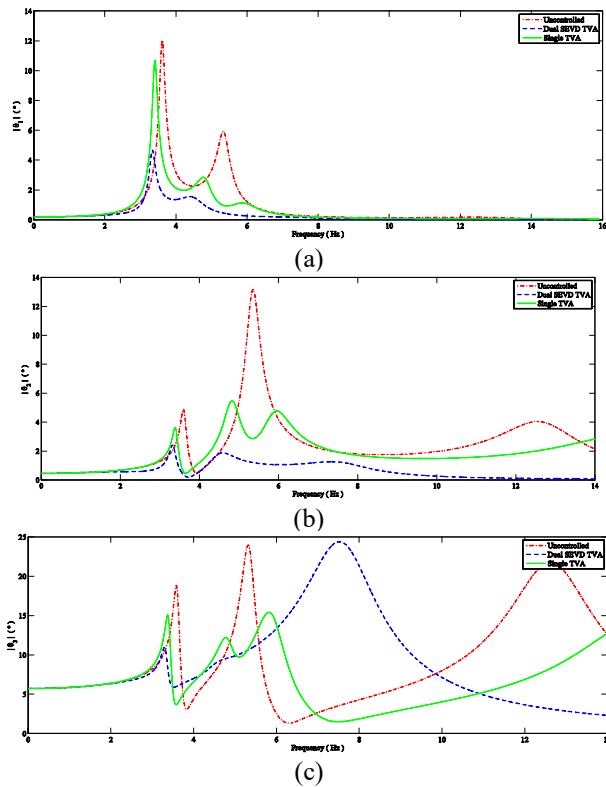 14
12
10
8
6
4
2
0
|θ₁| (°)
Uncontrolled
Dual SEVD TVA
Single TVA
0 2 4 6 8 10 12 14 16
Frequency ( Hz )
(a)
14
12
10
8
6
4
2
0
|θ₂| (°)
Uncontrolled
Dual SEVD TVA
Single TVA
0 2 4 6 8 10 12 14
Frequency ( Hz )
(b)
25
20
15
10
5
0
|θ₃| (°)
Uncontrolled
Dual SEVD TVA
Single TVA
0 2 4 6 8 10 12 14
Frequency ( Hz )
(c)